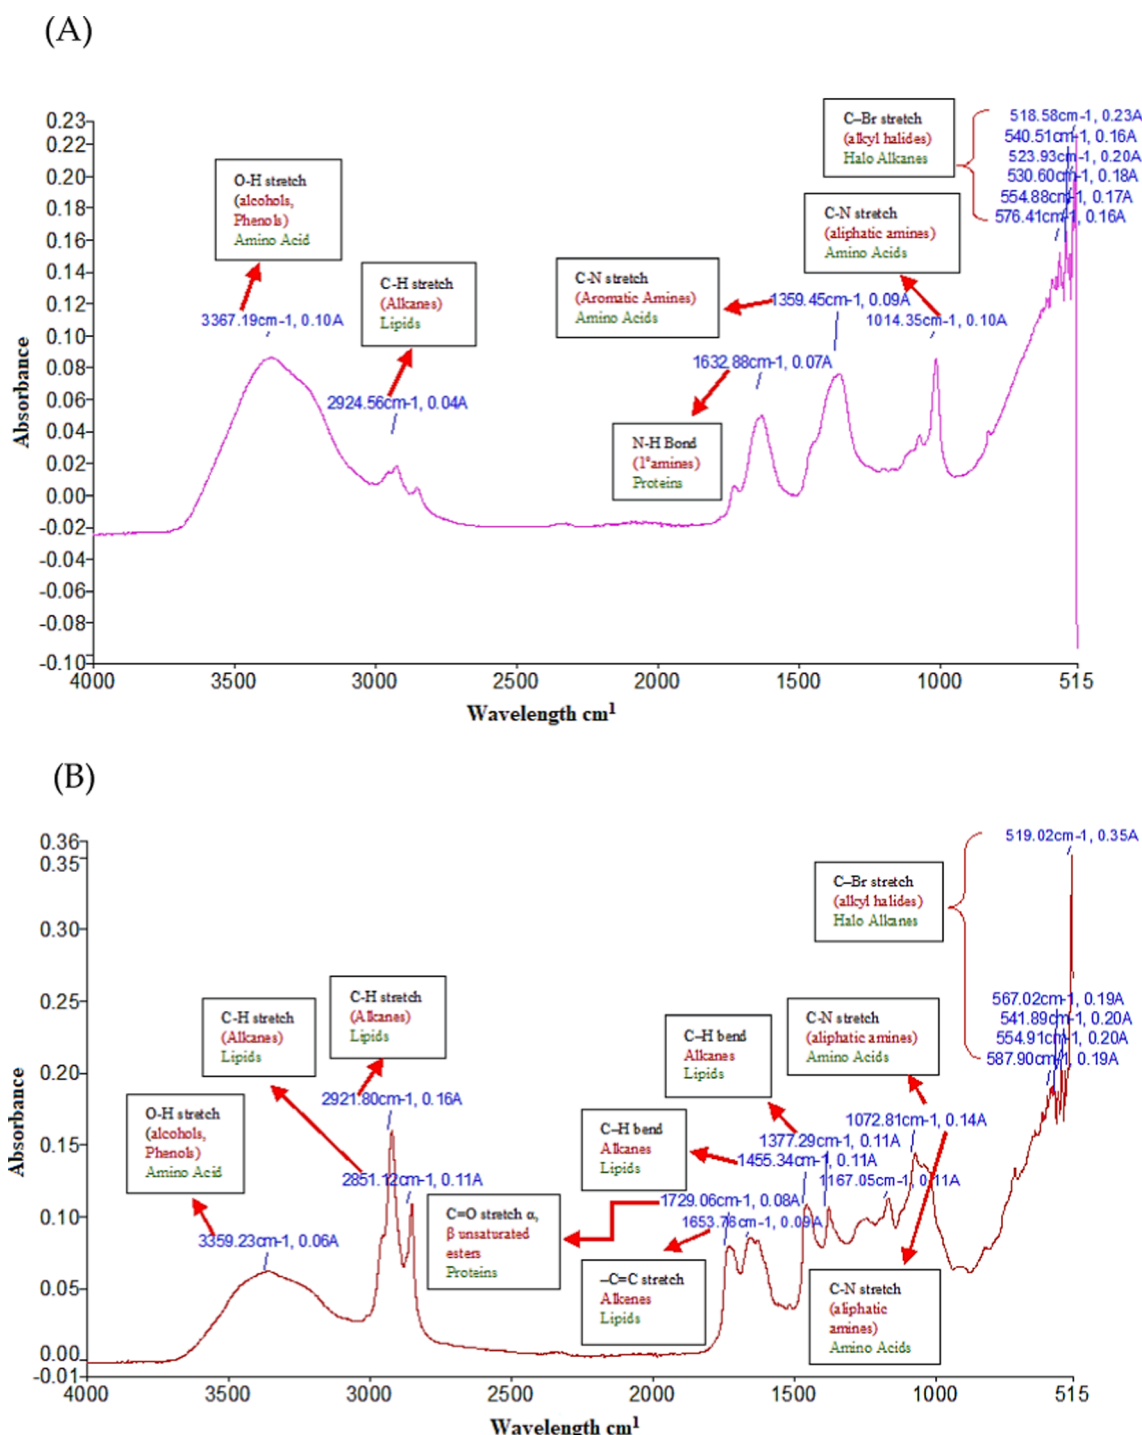 (A)
0.23
0.22
0.20
0.18
0.16
0.14
0.12
0.10
0.08
0.06
0.04
0.02
0.00
-0.02
-0.04
-0.06
-0.08
-0.10
Absorbance
O-H stretch
(alcohols,
Phenols)
Amino Acid
3367.19cm-1, 0.10A
C-H stretch
(Alkanes)
Lipids
2924.56cm-1, 0.04A
C-N stretch
(Aromatic Amines)
Amino Acids
1359.45cm-1, 0.09A
1632.88cm-1, 0.07A
N-H Bond
(1°amines)
Proteins
C–Br stretch
(alkyl halides)
Halo Alkanes
C-N stretch
(aliphatic amines)
Amino Acids
1014.35cm-1, 0.10A
518.58cm-1, 0.23A
540.51cm-1, 0.16A
523.93cm-1, 0.20A
530.60cm-1, 0.18A
554.88cm-1, 0.17A
576.41cm-1, 0.16A
4000 3500 3000 2500 2000 1500 1000 515
Wavelength cm1
(B)
0.36
0.35
0.30
0.25
0.20
0.15
0.10
0.05
0.00
-0.01
Absorbance
O-H stretch
(alcohols,
Phenols)
Amino Acid
3359.23cm-1, 0.06A
C-H stretch
(Alkanes)
Lipids
C-H stretch
(Alkanes)
Lipids
2921.80cm-1, 0.16A
2851.12cm-1, 0.11A
C=O stretch α,
β unsaturated
esters
Proteins
C–H bend
Alkanes
Lipids
C–H bend
Alkanes
Lipids
1377.29cm-1, 0.11A
1455.34cm-1, 0.11A
1729.06cm-1, 0.08A
1653.76cm-1, 0.09A
–C=C stretch
Alkenes
Lipids
C–Br stretch
(alkyl halides)
Halo Alkanes
C-N stretch
(aliphatic amines)
Amino Acids
1072.81cm-1, 0.14A
1167.05cm-1, 0.11A
C-N stretch
(aliphatic
amines)
Amino Acids
519.02cm-1, 0.35A
567.02cm-1, 0.19A
541.89cm-1, 0.20A
554.91cm-1, 0.20A
587.90cm-1, 0.19A
4000 3500 3000 2500 2000 1500 1000 515
Wavelength cm1